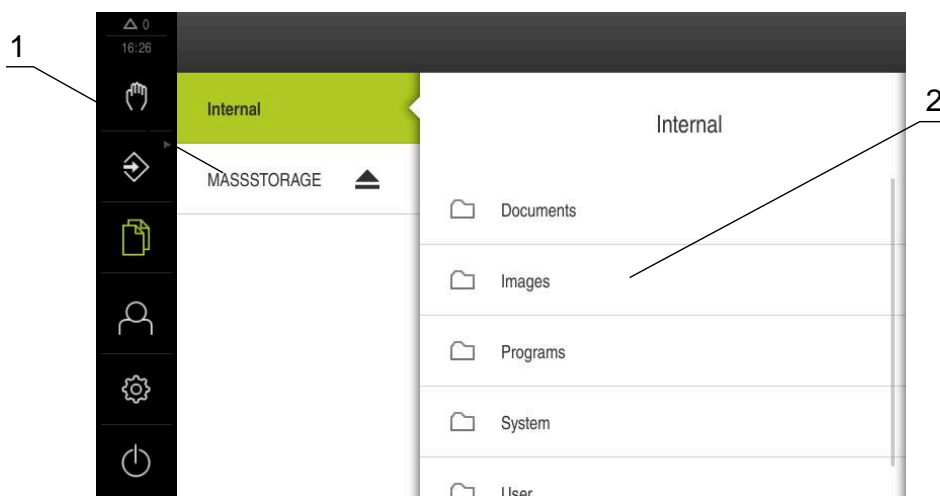 1
0
16:26
Internal
MASSSTORAGE
Internal
Documents
Images
Programs
System
User
2